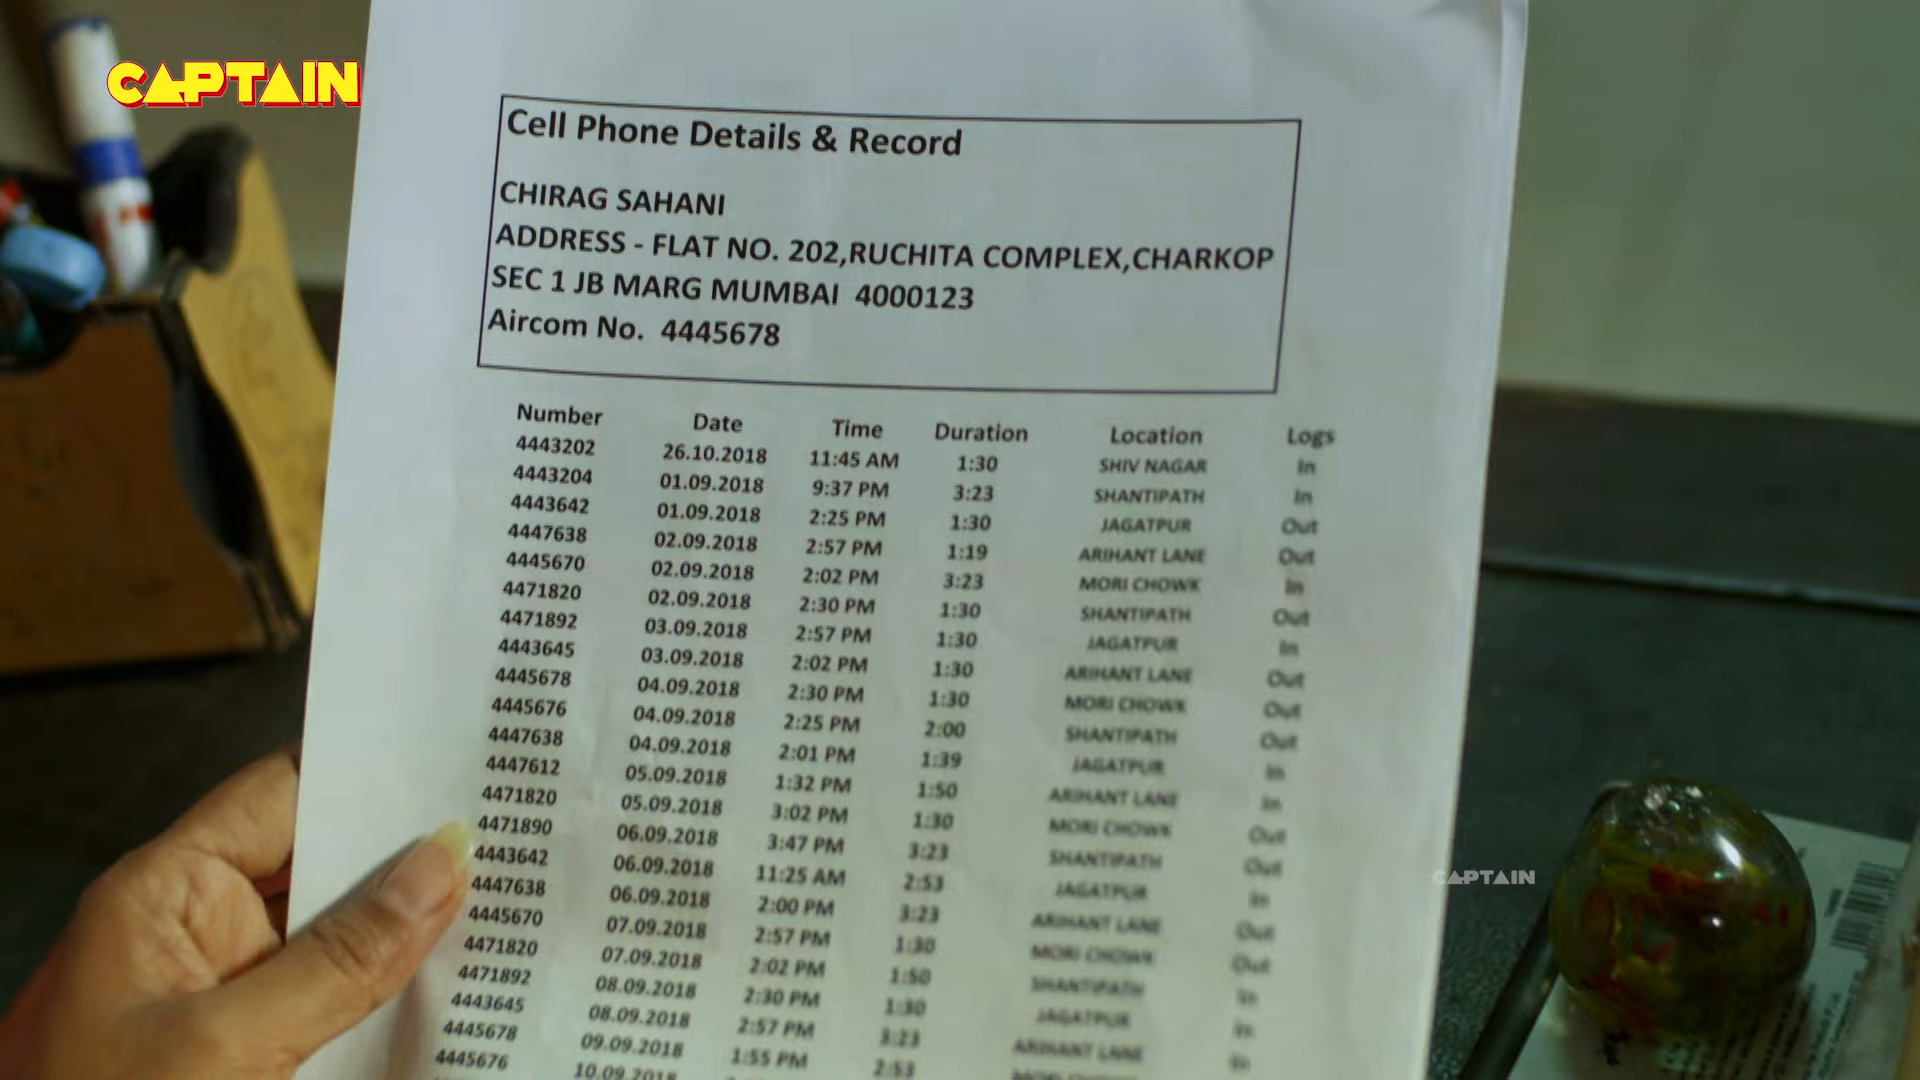 CAPTAIN
Cell Phone Details & Record
CHIRAG SAHANI
ADDRESS - FLAT NO. 202,RUCHITA COMPLEX,CHARKOP
SEC 1 JB MARG MUMBAI 4000123
Aircom No. 4445678
Number Date Time Duration Location Logs
4443202 26.10.2018 11:45 AM 1:30 SHIV NAGAR In
4443204 01.09.2018 9:37 PM 3:23 SHANTIPATH In
4443642 01.09.2018 2:25 PM 1:30 JAGATPUR Out
4447638 02.09.2018 2:57 PM 1:19 ARIHANT LANE Out
4445670 02.09.2018 2:02 PM 3:23 MORI CHOWK In
4471820 02.09.2018 2:30 PM 1:30 SHANTIPATH Out
4471892 03.09.2018 2:57 PM 1:30 JAGATPUR In
4443645 03.09.2018 2:02 PM 1:30 ARIHANT LANE Out
4445678 04.09.2018 2:30 PM 1:30 MORI CHOWK Out
4445676 04.09.2018 2:25 PM 2:00 SHANTIPATH Out
4447638 04.09.2018 2:01 PM 1:39 JAGATPUR In
4447612 05.09.2018 1:32 PM 1:50 ARIHANT LANE In
4471820 05.09.2018 3:02 PM 1:30 MORI CHOWK Out
4471890 06.09.2018 3:47 PM 3:23 SHANTIPATH Out
4443642 06.09.2018 11:25 AM 2:53 JAGATPUR In
4447638 06.09.2018 2:00 PM 3:23 ARIHANT LANE Out
4445670 07.09.2018 2:57 PM 1:30 MORI CHOWK Out
4471820 07.09.2018 2:02 PM 1:50 SHANTIPATH In
4471892 08.09.2018 2:30 PM 1:30 JAGATPUR In
4443645 08.09.2018 2:57 PM 3:23 ARIHANT LANE In
4445678 09.09.2018 1:55 PM 2:53
4445676 10.09.2018
CAPTAIN